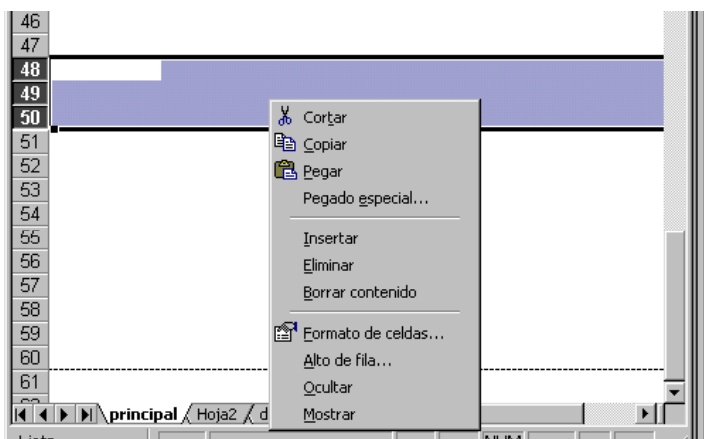 46
47
48
49
50
51
52
53
54
55
56
57
58
59
60
61
Cortar
Copiar
Pegar
Pegado especial...
Insertar
Eliminar
Borrar contenido
Formato de celdas...
Alto de fila...
Ocultar
Mostrar
principal Hoja2 d